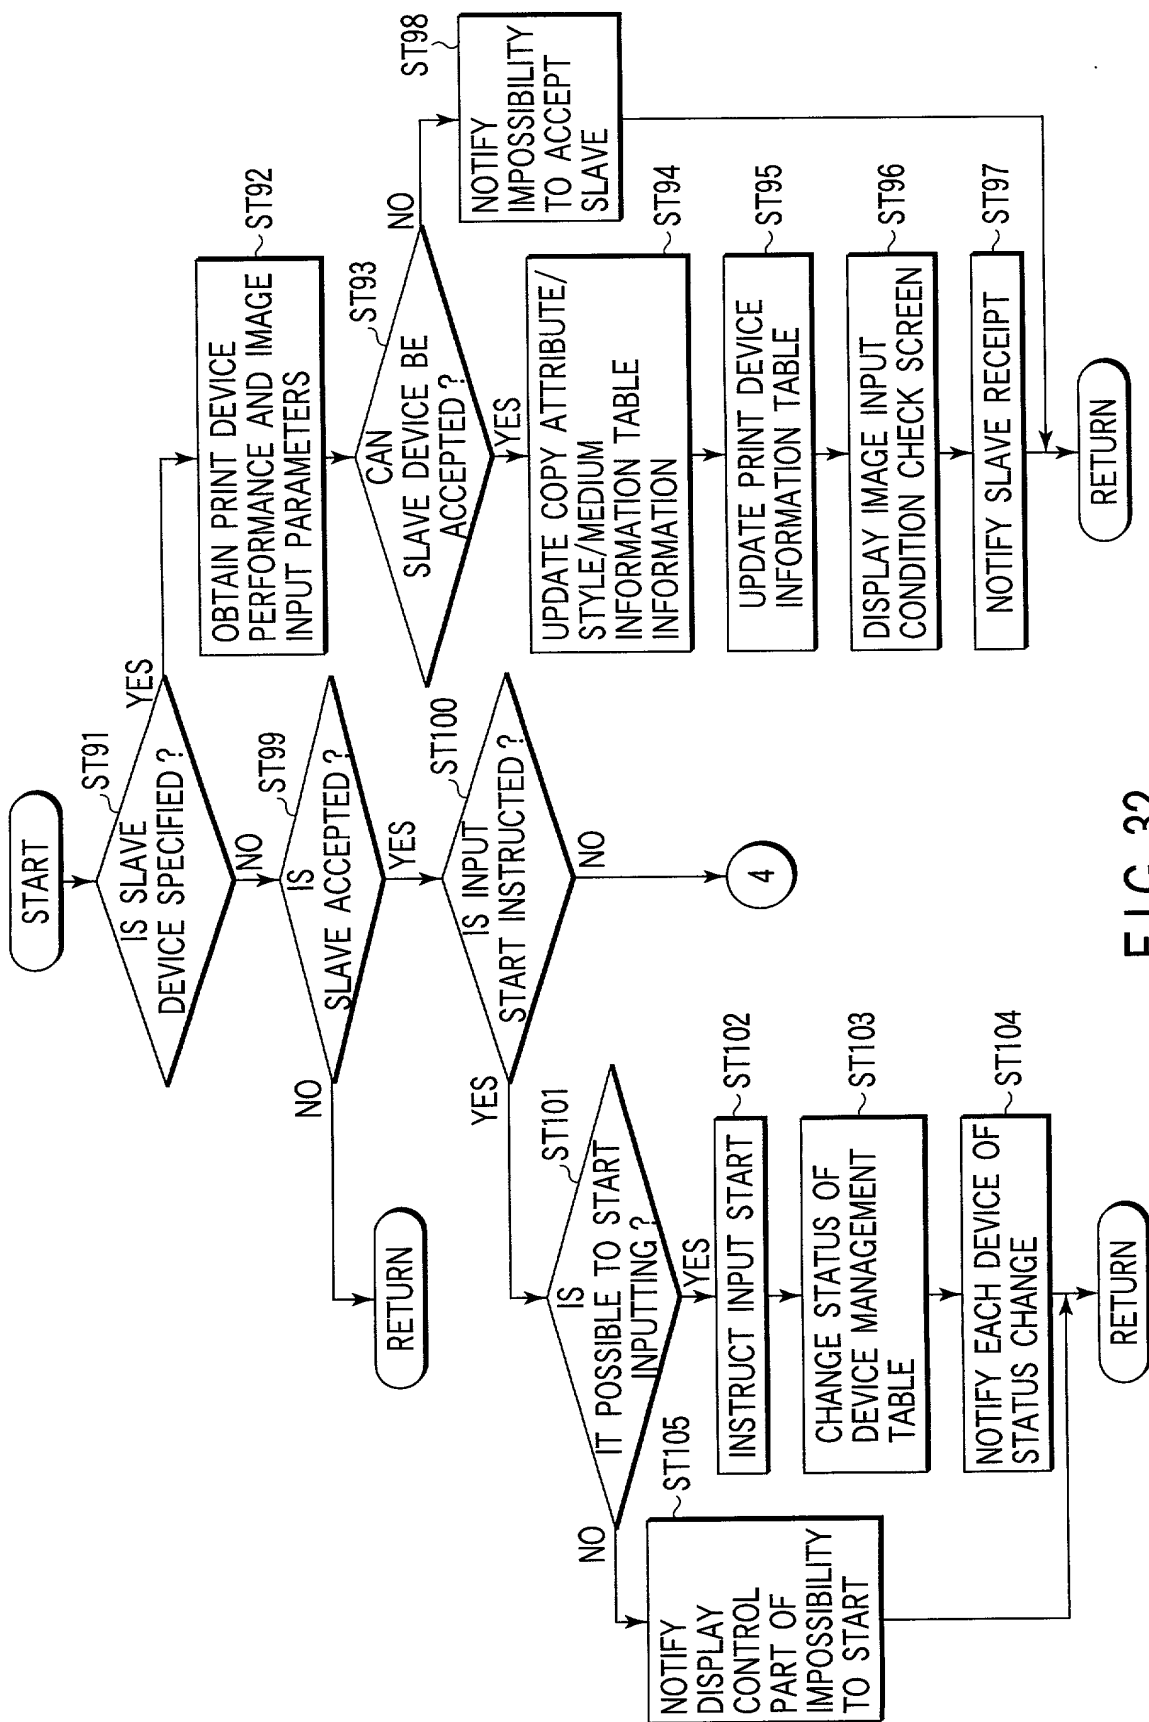 START
IS SLAVE
DEVICE SPECIFIED ?
ST91
YES
NO
OBTAIN PRINT DEVICE
PERFORMANCE AND IMAGE
INPUT PARAMETERS
ST92
CAN
SLAVE DEVICE BE
ACCEPTED ?
ST93
NO
YES
NOTIFY
IMPOSSIBILITY
TO ACCEPT
SLAVE
ST98
UPDATE COPY ATTRIBUTE/
STYLE/MEDIUM
INFORMATION TABLE
INFORMATION
ST94
UPDATE PRINT DEVICE
INFORMATION TABLE
ST95
DISPLAY IMAGE INPUT
CONDITION CHECK SCREEN
ST96
NOTIFY SLAVE RECEIPT
ST97
RETURN
IS
SLAVE ACCEPTED ?
ST99
NO
YES
RETURN
IS INPUT
START INSTRUCTED ?
ST100
YES
NO
4
IS
IT POSSIBLE TO START
INPUTTING ?
ST101
NO
YES
INSTRUCT INPUT START
ST102
CHANGE STATUS OF
DEVICE MANAGEMENT
TABLE
ST103
NOTIFY EACH DEVICE OF
STATUS CHANGE
ST104
NOTIFY
DISPLAY
CONTROL
PART OF
IMPOSSIBILITY
TO START
ST105
RETURN
FIG. 32